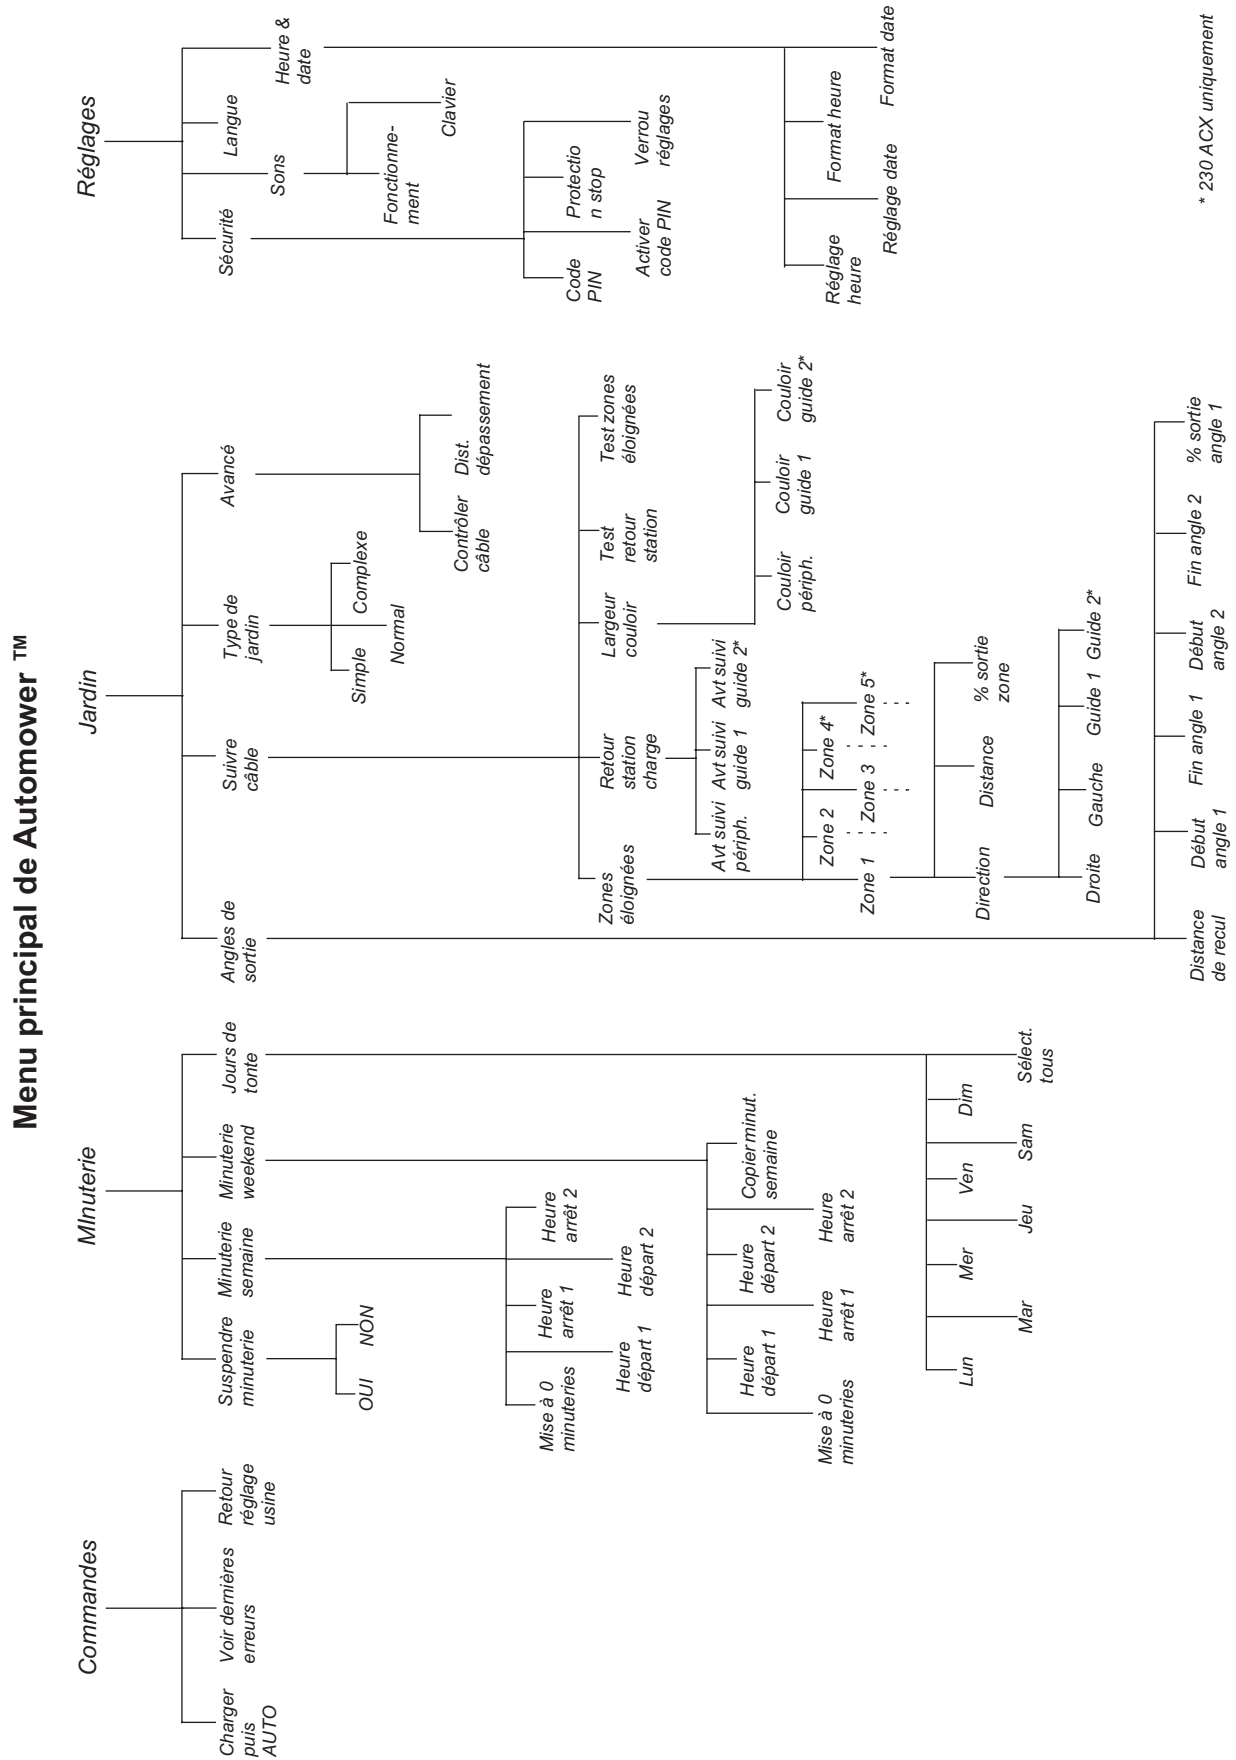 Menu principal de Automower ™
Commandes
Charger
puis
AUTO
Voir dernières
erreurs
Retour
réglage
usine
MInuterie
Suspendre
minuterie
OUI
NON
Minuterie
semaine
Mise à 0
minuteries
Heure
départ 1
Heure
arrêt 1
Heure
départ 2
Heure
arrêt 2
Minuterie
weekend
Mise à 0
minuteries
Heure
départ 1
Heure
arrêt 1
Heure
départ 2
Heure
arrêt 2
Copier minut.
semaine
Jours de
tonte
Lun
Mar
Mer
Jeu
Ven
Sam
Dim
Sélect.
tous
Jardin
Angles de
sortie
Distance
de recul
Début
angle 1
Fin angle 1
Début
angle 2
Fin angle 2
% sortie
angle 1
Suivre
câble
Zones
éloignées
Zone 1
Zone 2
Zone 3
Zone 4*
Zone 5*
Direction
Distance
% sortie
zone
Droite
Gauche
Guide 1
Guide 2*
Retour
station
charge
Avt suivi
périph.
Avt suivi
guide 1
Avt suivi
guide 2*
Largeur
couloir
Couloir
périph.
Couloir
guide 1
Couloir
guide 2*
Test
retour
station
Test zones
éloignées
Type de
jardin
Simple
Normal
Complexe
Avancé
Contrôler
câble
Dist.
dépassement
Réglages
Sécurité
Code
PIN
Activer
code PIN
Protectio
n stop
Verrou
réglages
Sons
Fonctionne-
ment
Clavier
Langue
Heure &
date
Réglage
heure
Réglage date
Format heure
Format date
* 230 ACX uniquement